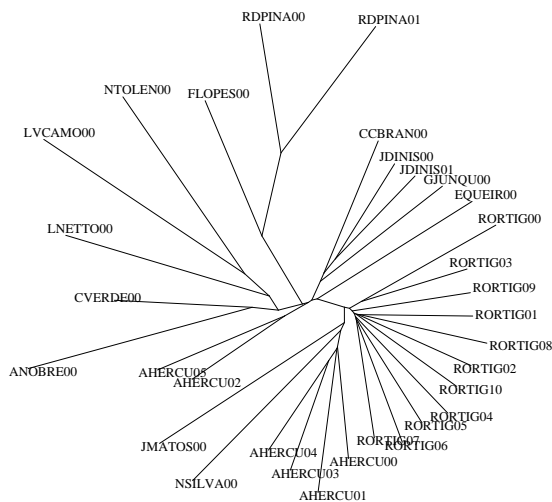 RDPINA00
RDPINA01
NTOLEN00
FLOPES00
LVCAMO00
CCBRAN00
JDINIS00
JDINIS01
GJUNQU00
EQUEIR00
RORTIG00
LNETTO00
RORTIG03
RORTIG09
CVERDE00
RORTIG01
RORTIG08
ANOBRE00
AHERCU05
RORTIG02
AHERCU02
RORTIG10
RORTIG04
RORTIG05
JMATOS00
RORTIG07
RORTIG06
AHERCU04
AHERCU00
AHERCU03
NSILVA00
AHERCU01